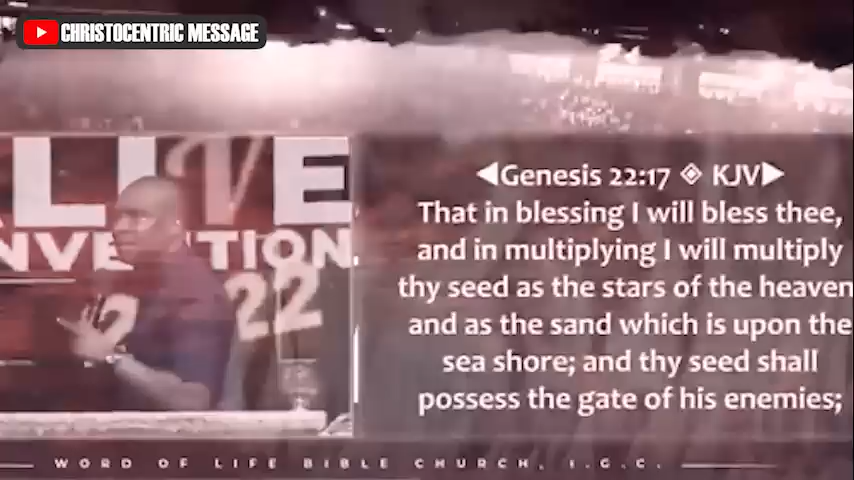 CHRISTOCENTRIC MESSAGE
LIVE
NVENTION
22
◄Genesis 22:17 ◈ KJV►
That in blessing I will bless thee,
and in multiplying I will multiply
thy seed as the stars of the heaven
and as the sand which is upon the
sea shore; and thy seed shall
possess the gate of his enemies;
WORD OF LIFE BIBLE CHURCH, I.G.C.